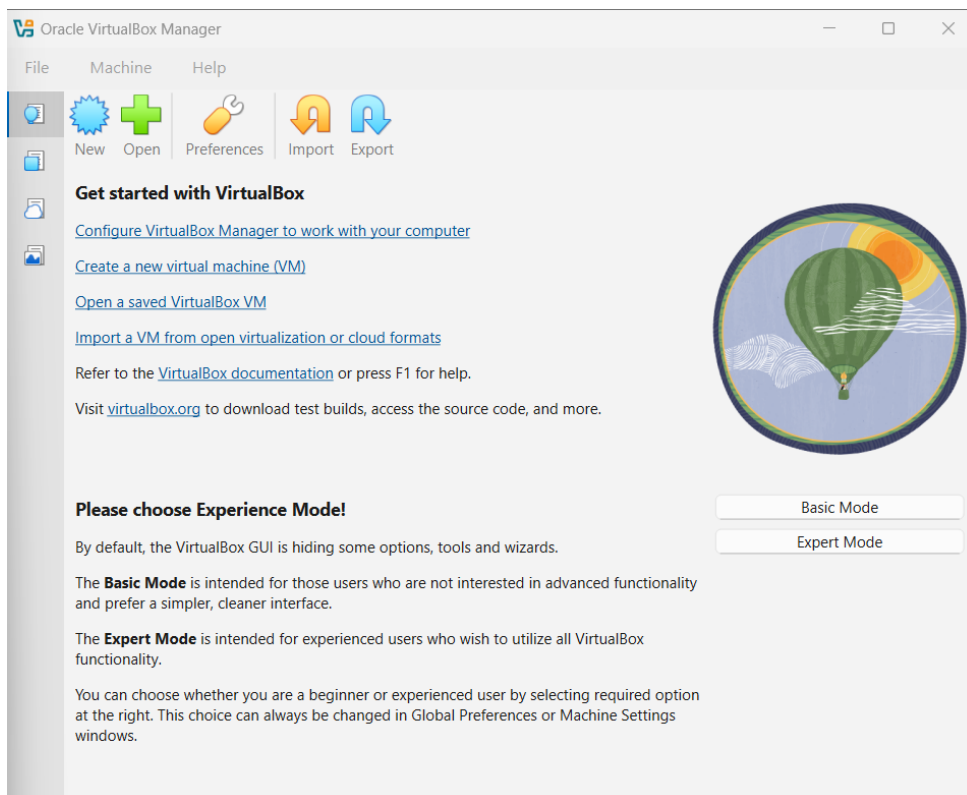 Oracle VirtualBox Manager
File Machine Help
New Open Preferences Import Export
Get started with VirtualBox
Configure VirtualBox Manager to work with your computer
Create a new virtual machine (VM)
Open a saved VirtualBox VM
Import a VM from open virtualization or cloud formats
Refer to the VirtualBox documentation or press F1 for help.
Visit virtualbox.org to download test builds, access the source code, and more.
Please choose Experience Mode!
By default, the VirtualBox GUI is hiding some options, tools and wizards.
The Basic Mode is intended for those users who are not interested in advanced functionality
and prefer a simpler, cleaner interface.
The Expert Mode is intended for experienced users who wish to utilize all VirtualBox
functionality.
You can choose whether you are a beginner or experienced user by selecting required option
at the right. This choice can always be changed in Global Preferences or Machine Settings
windows.
Basic Mode
Expert Mode